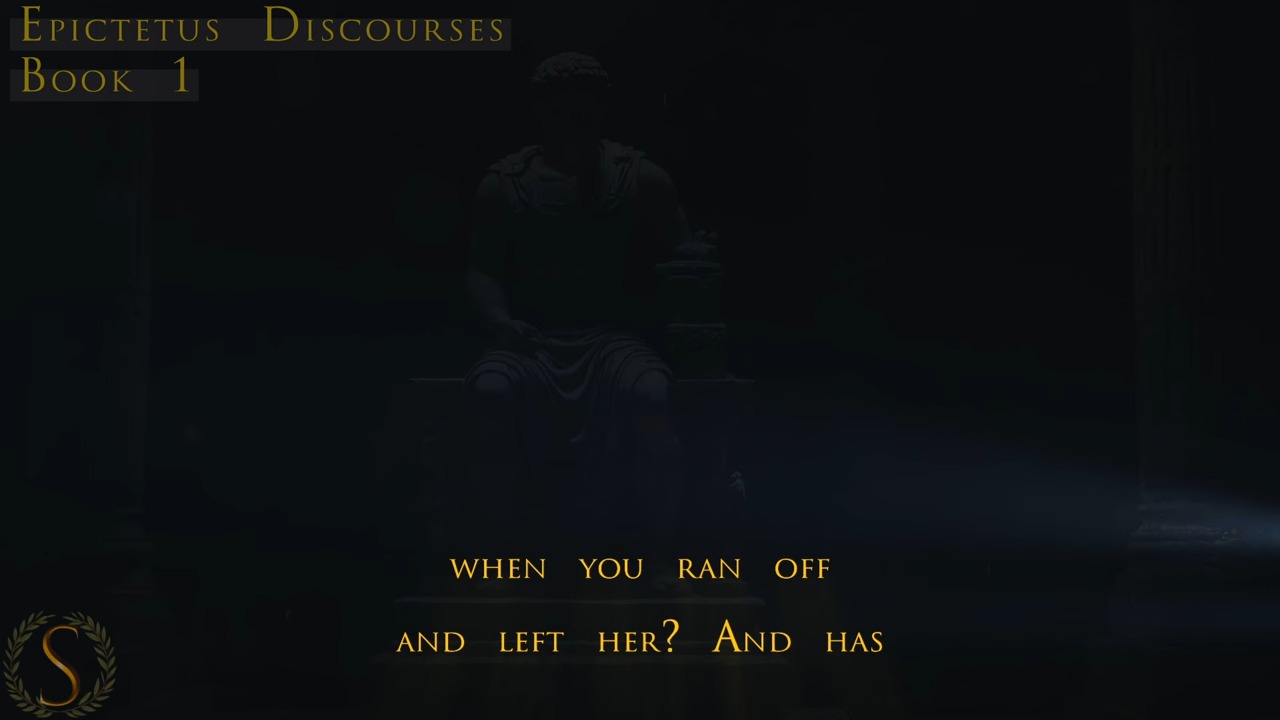 Epictetus Discourses
Book 1
when you ran off
and left her? And has
S